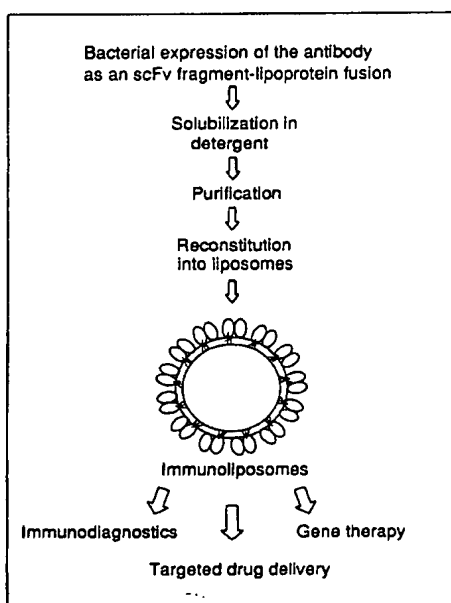 Bacterial expression of the antibody
as an scFv fragment-lipoprotein fusion
Solubilization in
detergent
Purification
Reconstitution
into liposomes
Immunoliposomes
Immunodiagnostics
Gene therapy
Targeted drug delivery